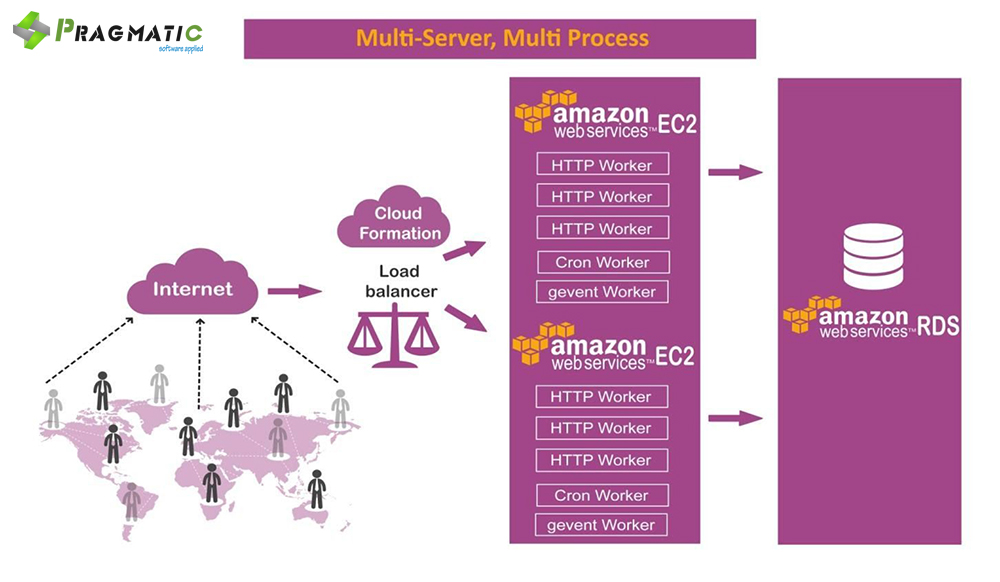 PRAGMATIC
software applied
Multi-Server, Multi Process
Internet
Cloud
Formation
Load
balancer
amazon
web services™ EC2
HTTP Worker
HTTP Worker
HTTP Worker
Cron Worker
gevent Worker
amazon
web services™ EC2
HTTP Worker
HTTP Worker
HTTP Worker
Cron Worker
gevent Worker
amazon
web services™ RDS